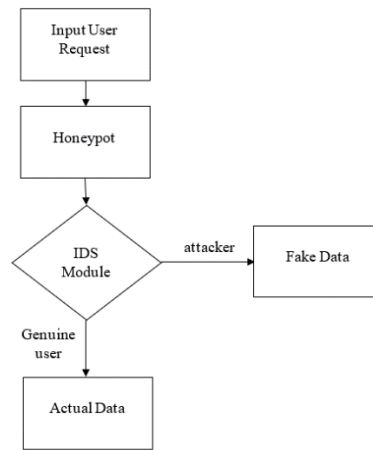 Input User
Request
Honeypot
IDS
Module
attacker
Fake Data
Genuine
user
Actual Data